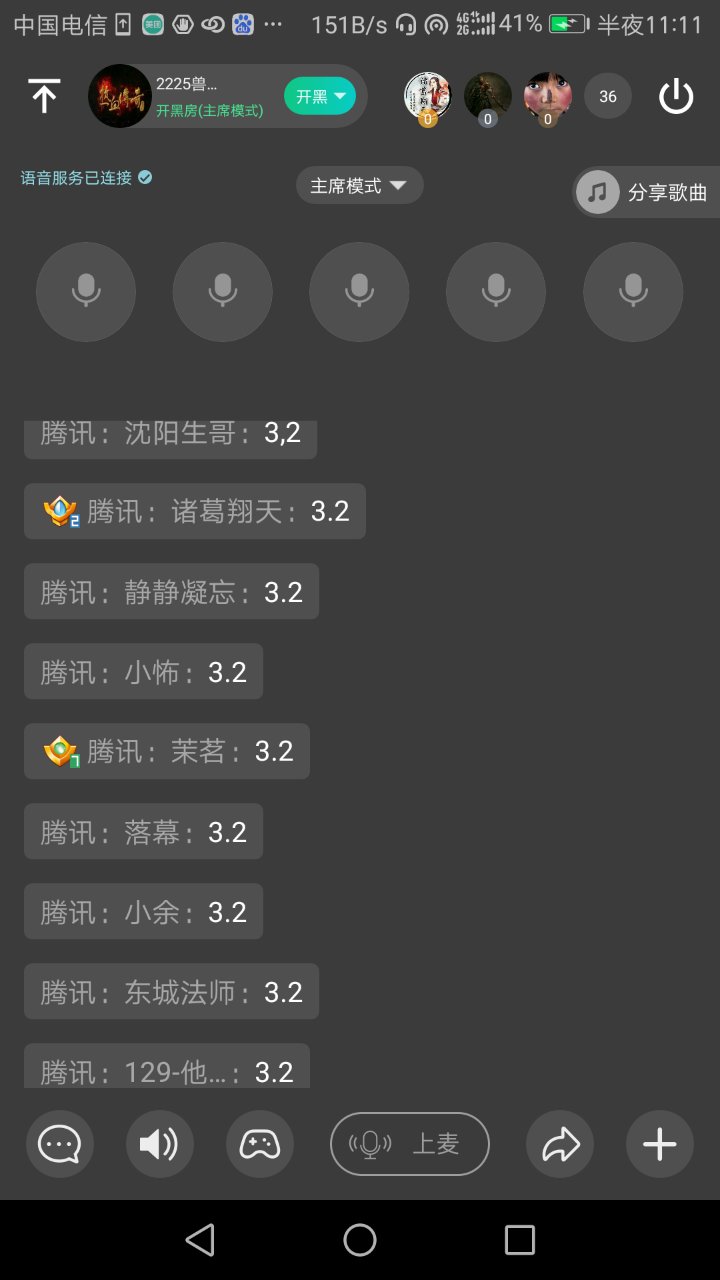 中国电信 151B/s 4G 2G 41% 半夜11:11
2225兽...
开黑房(主席模式)
开黑
0 0 0
36
语音服务已连接
主席模式
分享歌曲
腾讯：沈阳生哥：3,2
2 腾讯：诸葛翔天：3.2
腾讯：静静凝忘：3.2
腾讯：小怖：3.2
1 腾讯：茉茗：3.2
腾讯：落幕：3.2
腾讯：小余：3.2
腾讯：东城法师：3.2
腾讯：129-他...：3.2
上麦